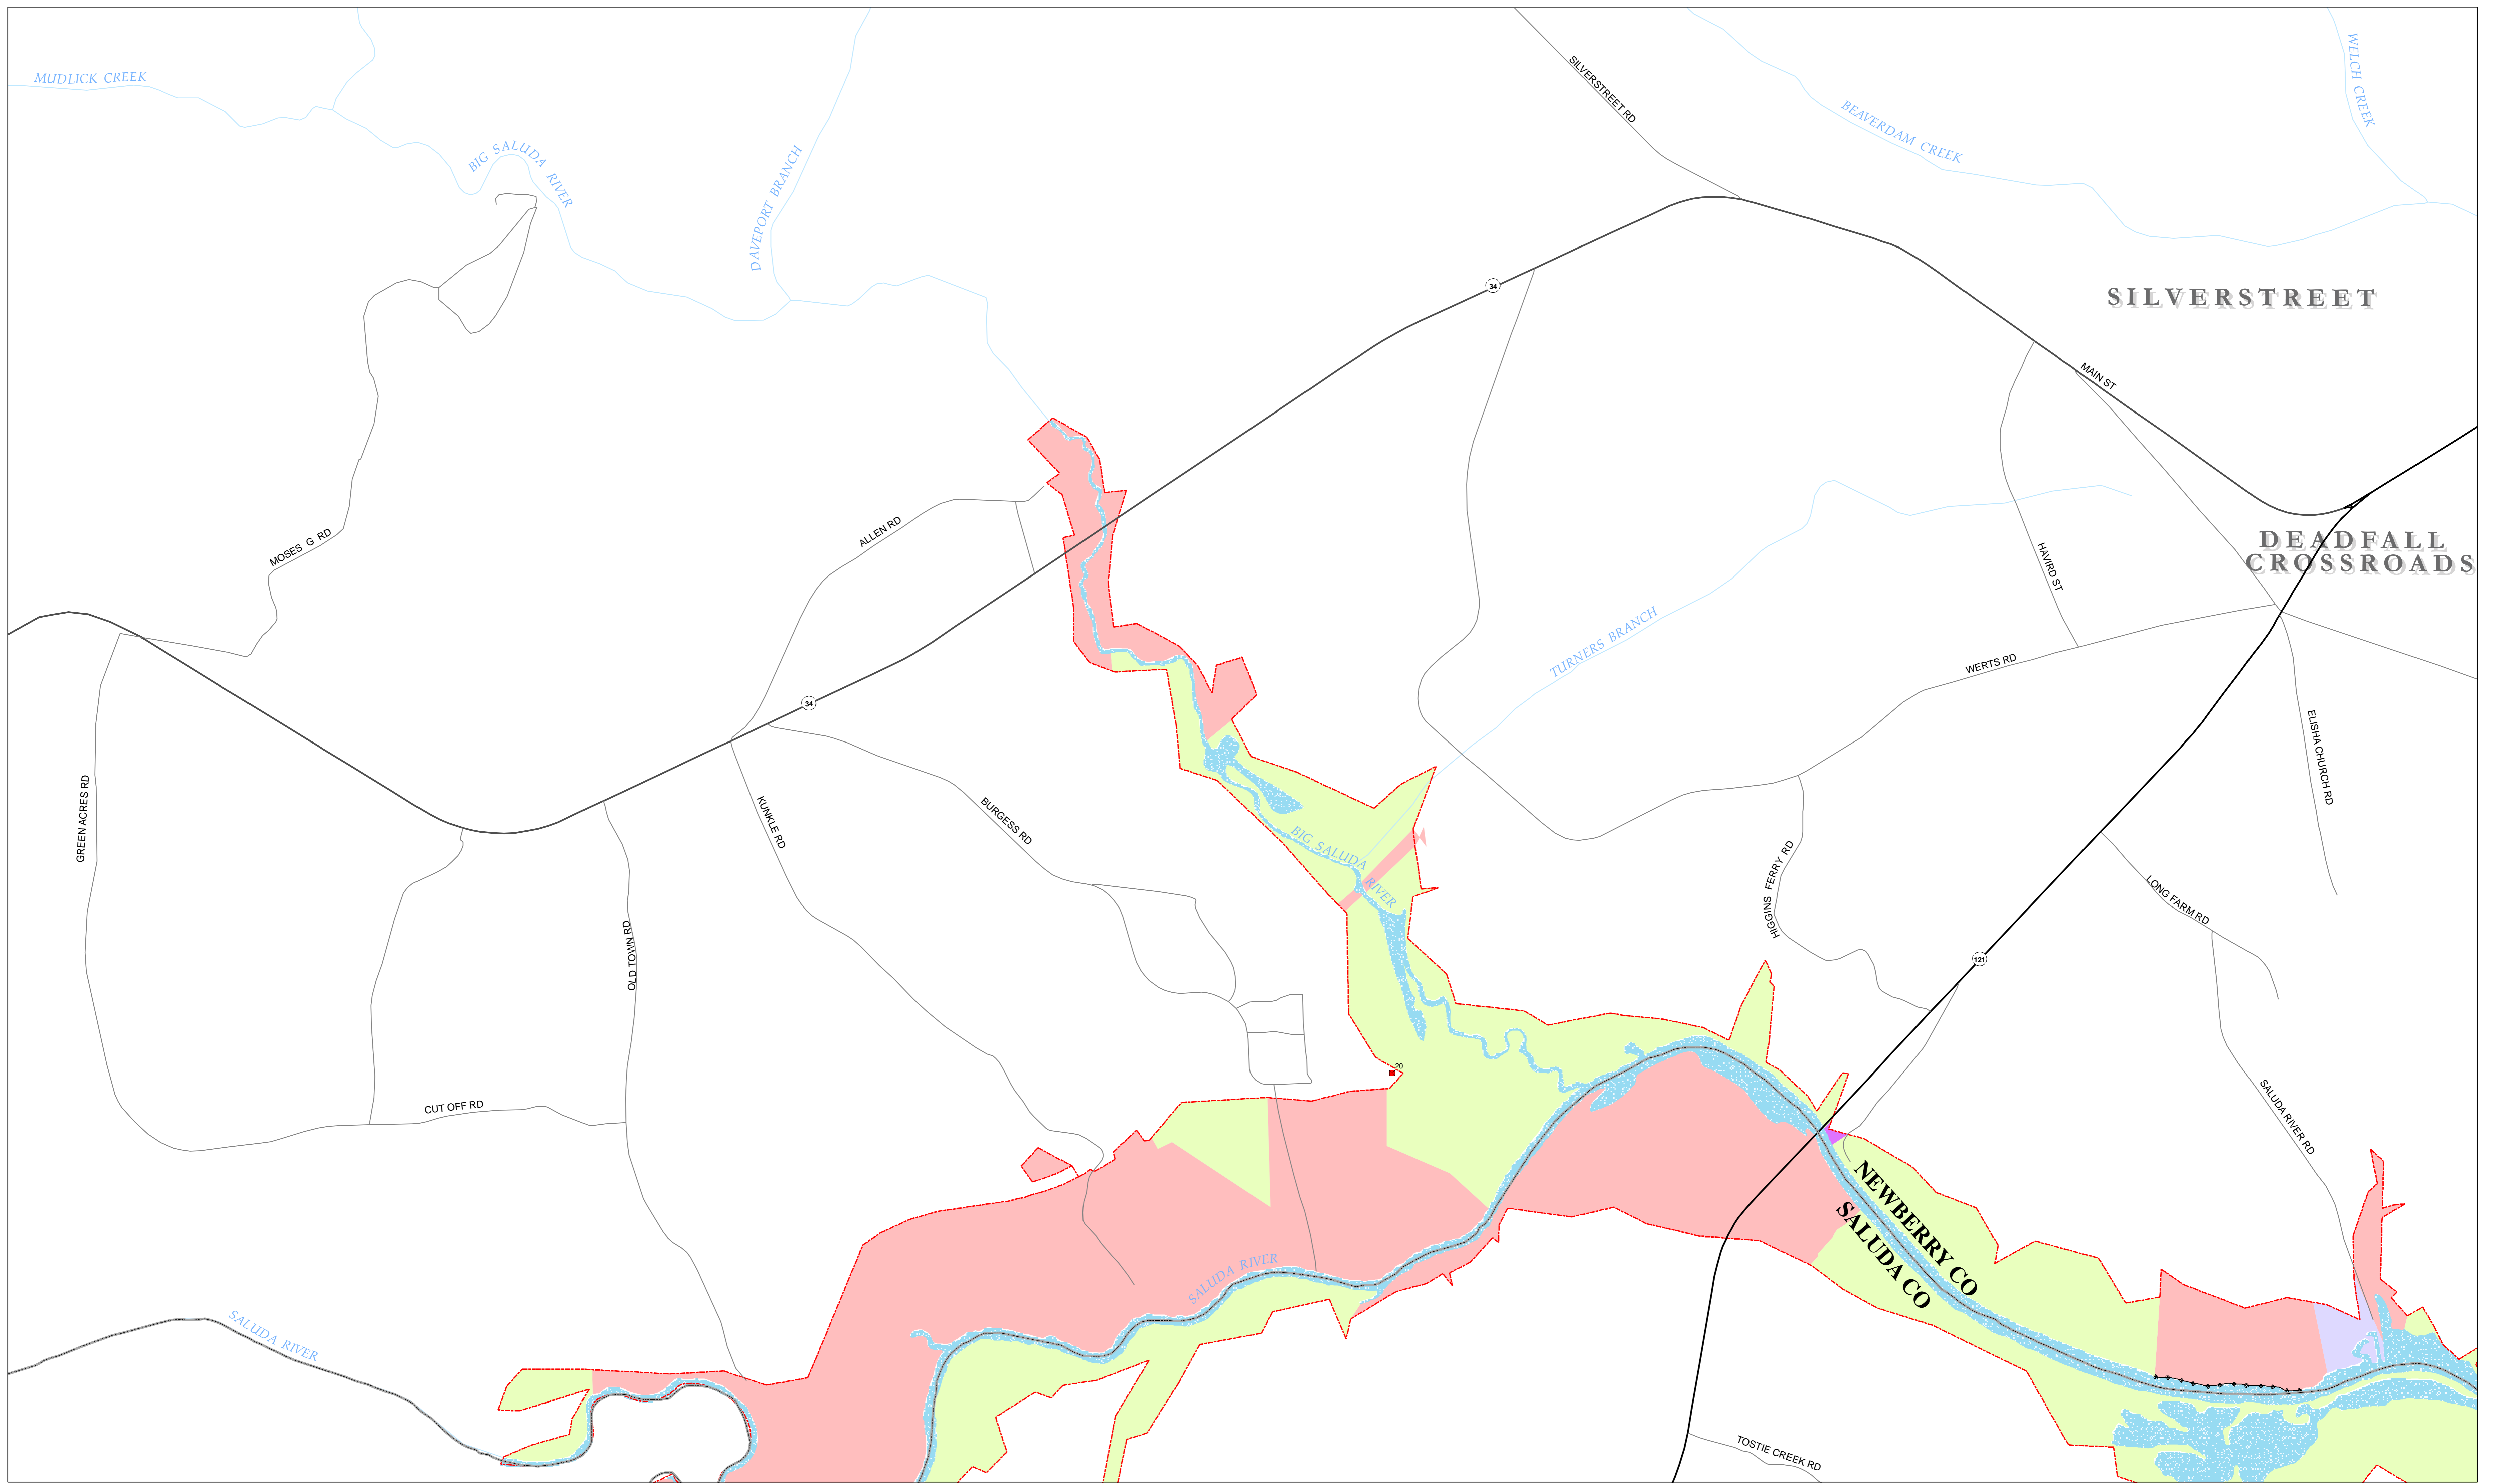 MUDLICK CREEK
BIG SALUDA RIVER
DAVEPORT BRANCH
SILVERSTREET RD
BEAVERDAM CREEK
WELCH CREEK
34
SILVERSTREET
MAIN ST
DEADFALL
CROSSROADS
ALLEN RD
MOSES G RD
HAVIRD ST
TURNERS BRANCH
WERTS RD
34
ELISHA CHURCH RD
GREEN ACRES RD
KUNKLE RD
BURGESS RD
BIG SALUDA RIVER
HIGGINS FERRY RD
LONG FARM RD
OLD TOWN RD
121
20
CUT OFF RD
SALUDA RIVER RD
NEWBERRY CO
SALUDA CO
SALUDA RIVER
SALUDA RIVER
TOSTIE CREEK RD